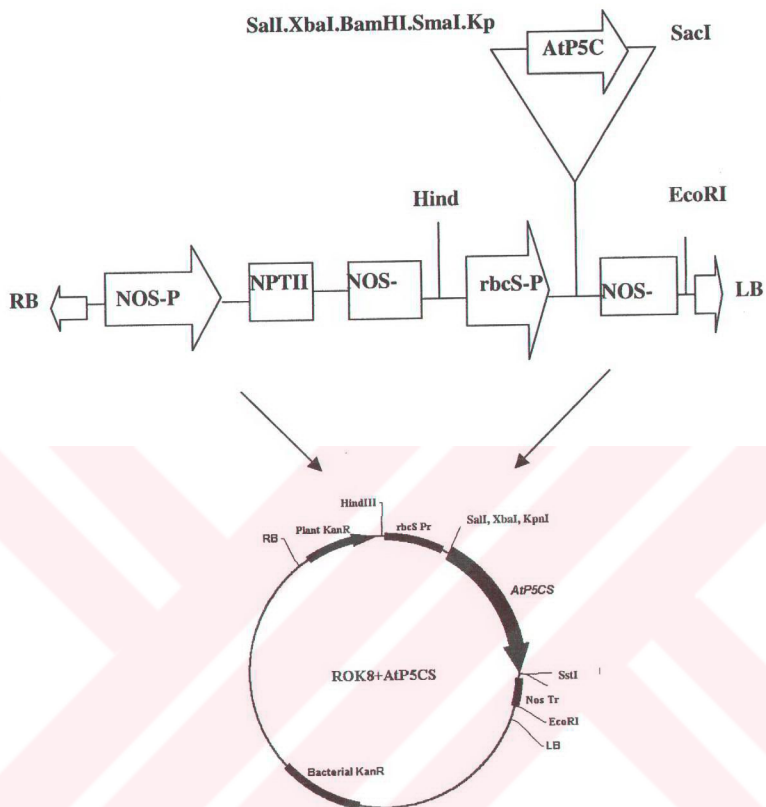 SalI.XbaI.BamHI.SmaI.Kp
AtP5C
SacI
Hind
EcoRI
RB
NOS-P
NPTII
NOS-
rbcS-P
NOS-
LB
HindIII
rbcS Pr
SalI, XbaI, KpnI
Plant KanR
RB
AtP5CS
ROK8+AtP5CS
SstI
Nos Tr
EcoRI
LB
Bacterial KanR